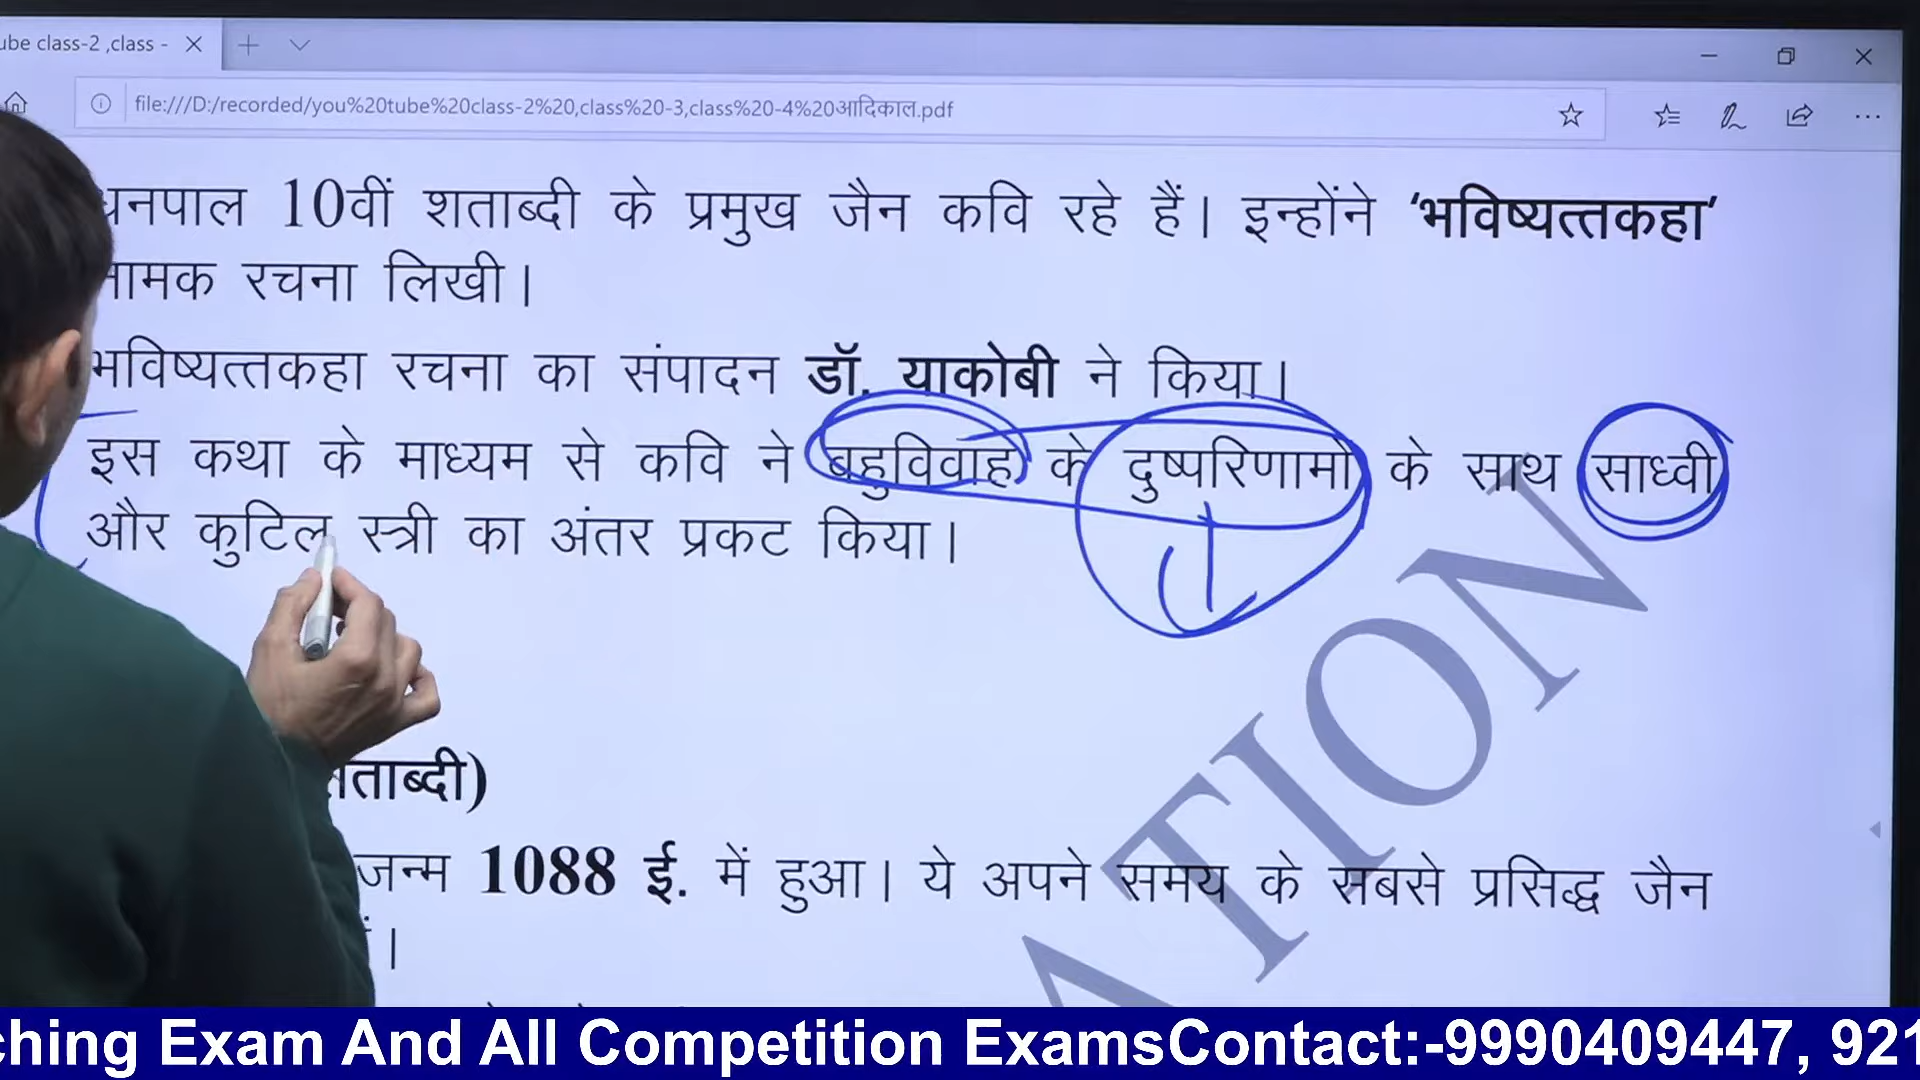 ube class-2 ,class -
file:///D:/recorded/you%20tube%20class-2%20,class%20-3,class%20-4%20आदिकाल.pdf
धनपाल 10वीं शताब्दी के प्रमुख जैन कवि रहे हैं। इन्होंने ‘भविष्यत्तकहा’
नामक रचना लिखी।
भविष्यत्तकहा रचना का संपादन डॉ. याकोबी ने किया।
इस कथा के माध्यम से कवि ने बहुविवाह के दुष्परिणामों के साथ साध्वी
और कुटिल स्त्री का अंतर प्रकट किया।
शताब्दी)
जन्म 1088 ई. में हुआ। ये अपने समय के सबसे प्रसिद्ध जैन
ATION
ching Exam And All Competition ExamsContact:-9990409447, 921